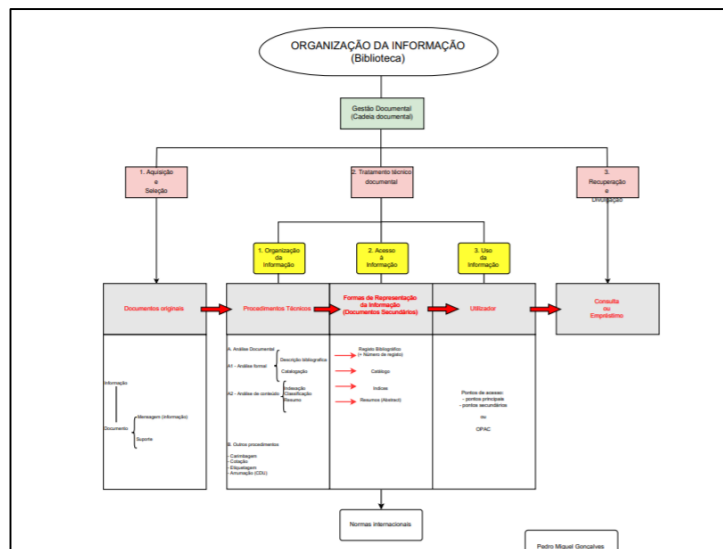 ORGANIZAÇÃO DA INFORMAÇÃO
(Biblioteca)
Gestão Documental
(Cadeia documental)
1. Aquisição
e
Seleção
2. Tratamento técnico
documental
3.
Recuperação
e
Divulgação
1. Organização
da
Informação
2. Acesso
à
Informação
3. Uso
da
Informação
Documentos originais
Procedimentos Técnicos
Formas de Representação
da Informação
(Documentos Secundários)
Utilizador
Consulta
ou
Empréstimo
Informação
Documento
Mensagem (informação)
Suporte
A. Análise Documental
A1 - Análise formal
Descrição bibliográfica
Catalogação
A2 - Análise de conteúdo
Indexação
Classificação
Resumo
B. Outros procedimentos
- Carimbagem
- Cotação
- Etiquetagem
- Arrumação (CDU)
Registo Bibliográfico
(+ Número de registo)
Catálogo
Indices
Resumos (Abstract)
Pontos de acesso:
- pontos principais
- pontos secundários
ou
OPAC
Normas internacionais
Pedro Miguel Gonçalves